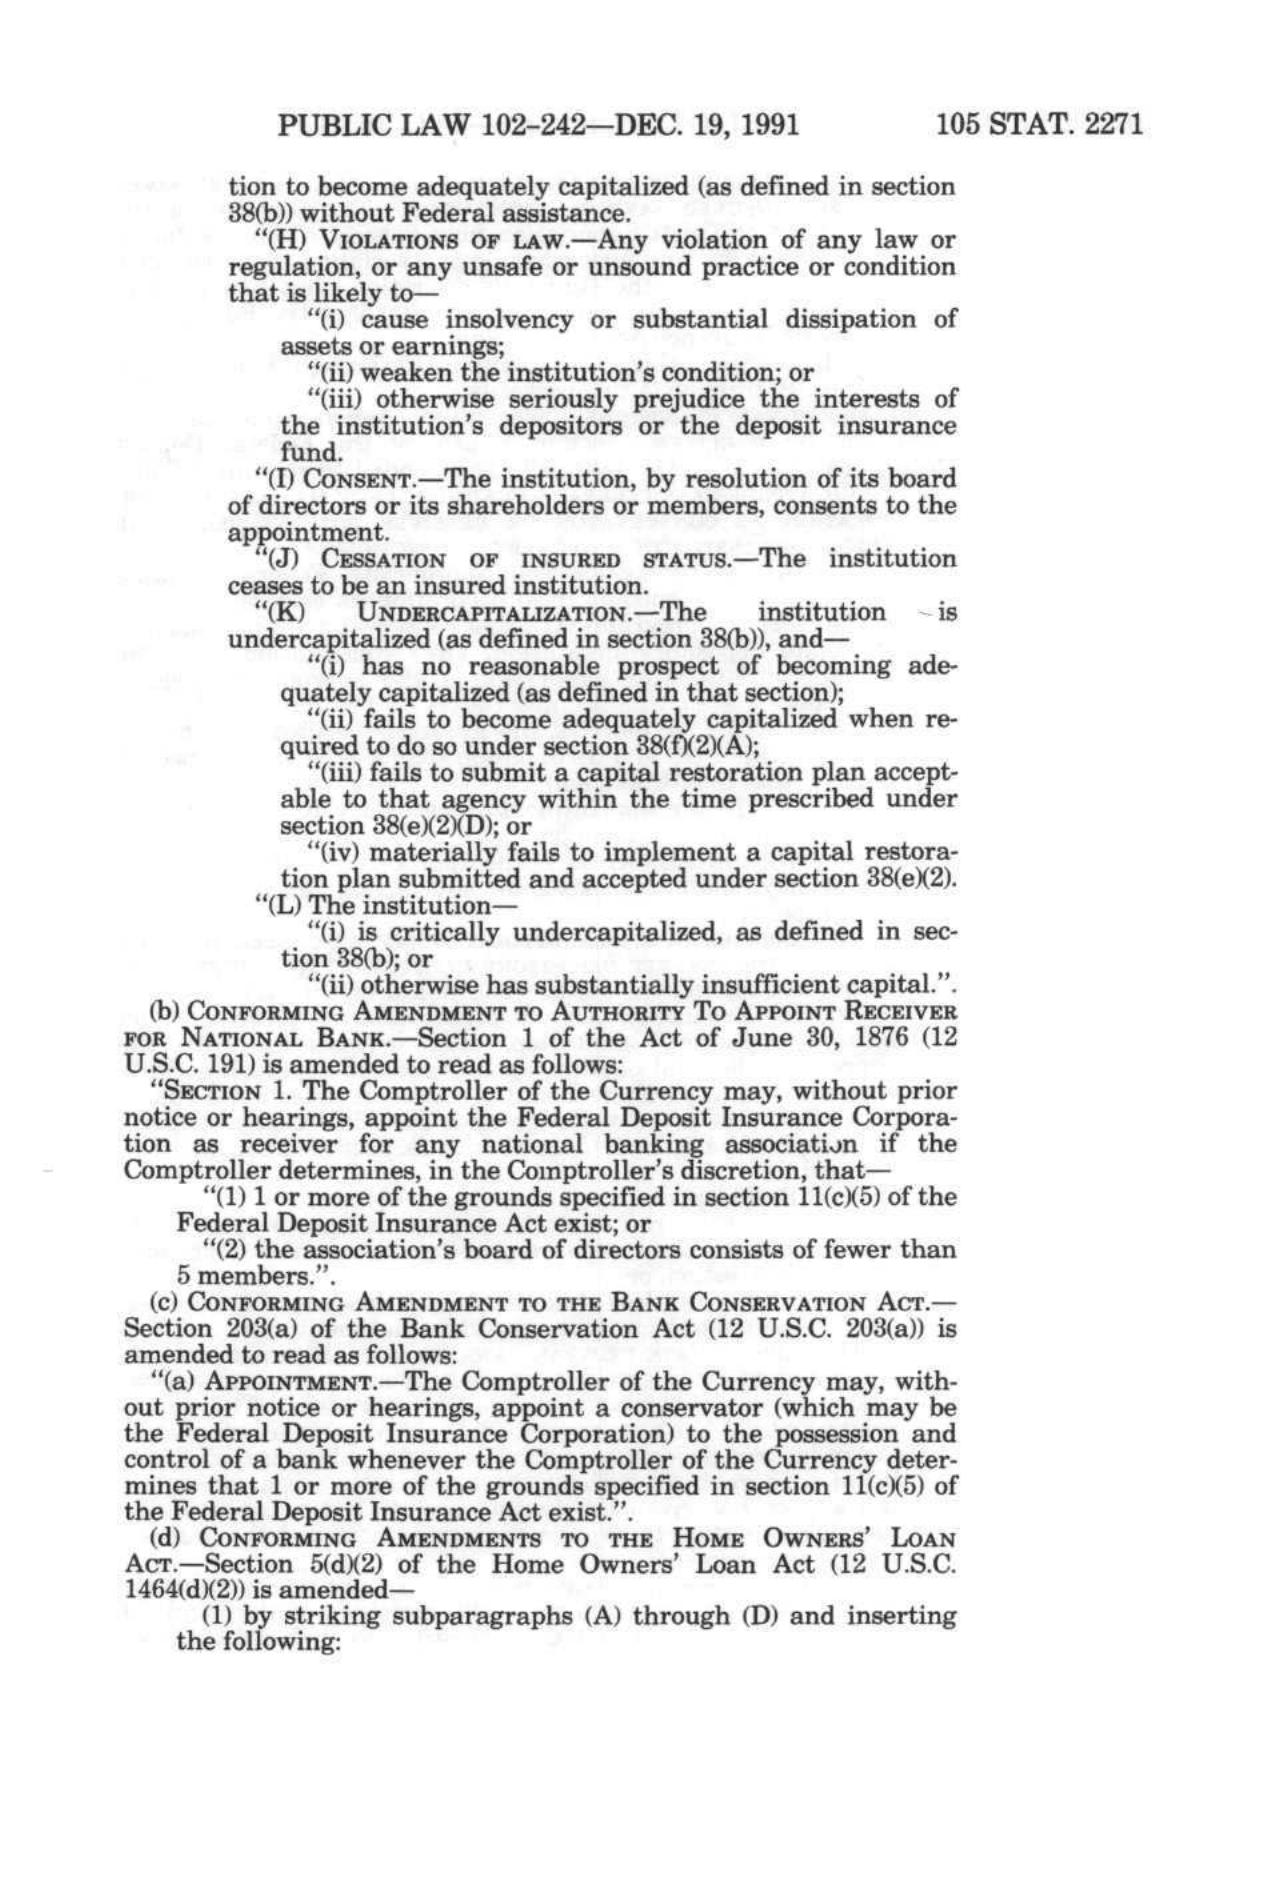 PUBLIC LAW 102-242—DEC. 19, 1991 105 STAT. 2271
tion to become adequately capitalized (as defined in section
38(b)) without Federal assistance.
“(H) VIOLATIONS OF LAW.—Any violation of any law or
regulation, or any unsafe or unsound practice or condition
that is likely to—
“(i) cause insolvency or substantial dissipation of
assets or earnings;
“(ii) weaken the institution's condition; or
“(iii) otherwise seriously prejudice the interests of
the institution's depositors or the deposit insurance
fund.
“(I) CONSENT.—The institution, by resolution of its board
of directors or its shareholders or members, consents to the
appointment.
“(J) CESSATION OF INSURED STATUS.—The institution
ceases to be an insured institution.
“(K) UNDERCAPITALIZATION.—The institution is
undercapitalized (as defined in section 38(b)), and—
“(i) has no reasonable prospect of becoming ade-
quately capitalized (as defined in that section);
“(ii) fails to become adequately capitalized when re-
quired to do so under section 38(f)(2)(A);
“(iii) fails to submit a capital restoration plan accept-
able to that agency within the time prescribed under
section 38(e)(2)(D); or
“(iv) materially fails to implement a capital restora-
tion plan submitted and accepted under section 38(e)(2).
“(L) The institution—
“(i) is critically undercapitalized, as defined in sec-
tion 38(b); or
“(ii) otherwise has substantially insufficient capital.”.
(b) CONFORMING AMENDMENT TO AUTHORITY TO APPOINT RECEIVER
FOR NATIONAL BANK.—Section 1 of the Act of June 30, 1876 (12
U.S.C. 191) is amended to read as follows:
“SECTION 1. The Comptroller of the Currency may, without prior
notice or hearings, appoint the Federal Deposit Insurance Corpora-
tion as receiver for any national banking association if the
Comptroller determines, in the Comptroller's discretion, that—
“(1) 1 or more of the grounds specified in section 11(c)(5) of the
Federal Deposit Insurance Act exist; or
“(2) the association's board of directors consists of fewer than
5 members.”.
(c) CONFORMING AMENDMENT TO THE BANK CONSERVATION ACT.—
Section 203(a) of the Bank Conservation Act (12 U.S.C. 203(a)) is
amended to read as follows:
“(a) APPOINTMENT.—The Comptroller of the Currency may, with-
out prior notice or hearings, appoint a conservator (which may be
the Federal Deposit Insurance Corporation) to the possession and
control of a bank whenever the Comptroller of the Currency deter-
mines that 1 or more of the grounds specified in section 11(c)(5) of
the Federal Deposit Insurance Act exist.”.
(d) CONFORMING AMENDMENTS TO THE HOME OWNERS' LOAN
ACT.—Section 5(d)(2) of the Home Owners' Loan Act (12 U.S.C.
1464(d)(2)) is amended—
(1) by striking subparagraphs (A) through (D) and inserting
the following: